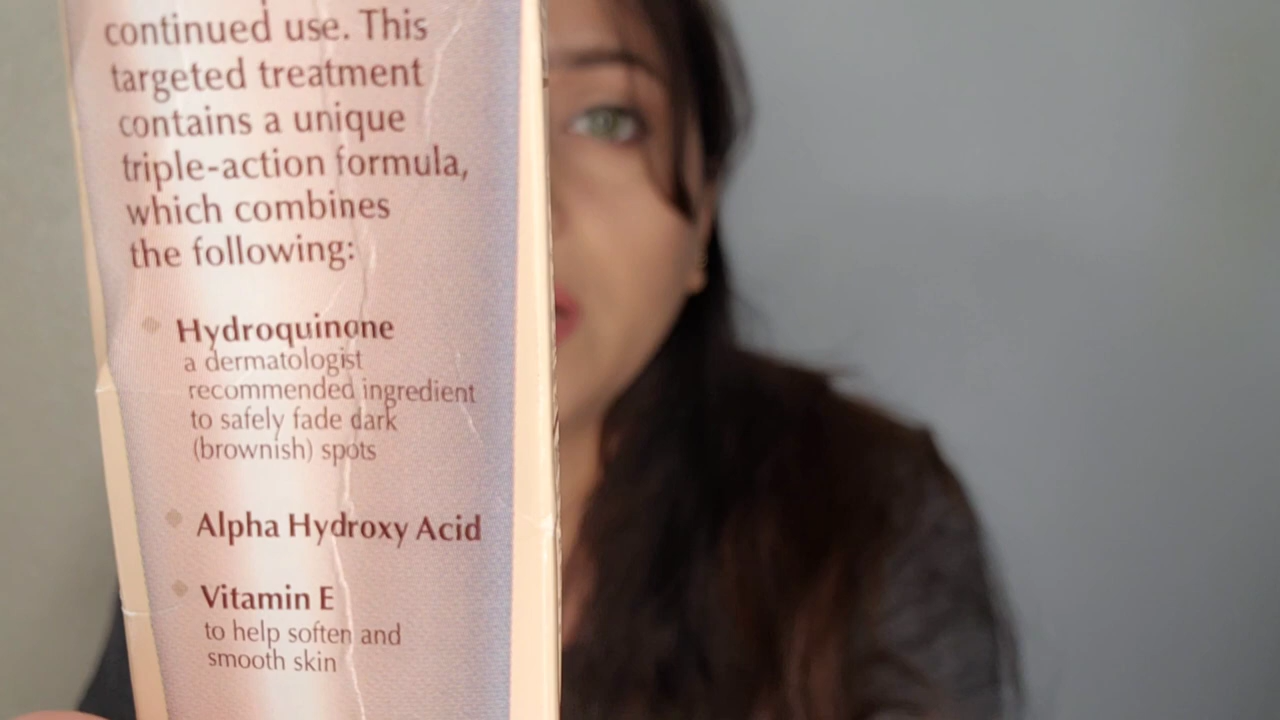 continued use. This
targeted treatment
contains a unique
triple-action formula,
which combines
the following:
Hydroquinone
a dermatologist
recommended ingredient
to safely fade dark
(brownish) spots
Alpha Hydroxy Acid
Vitamin E
to help soften and
smooth skin